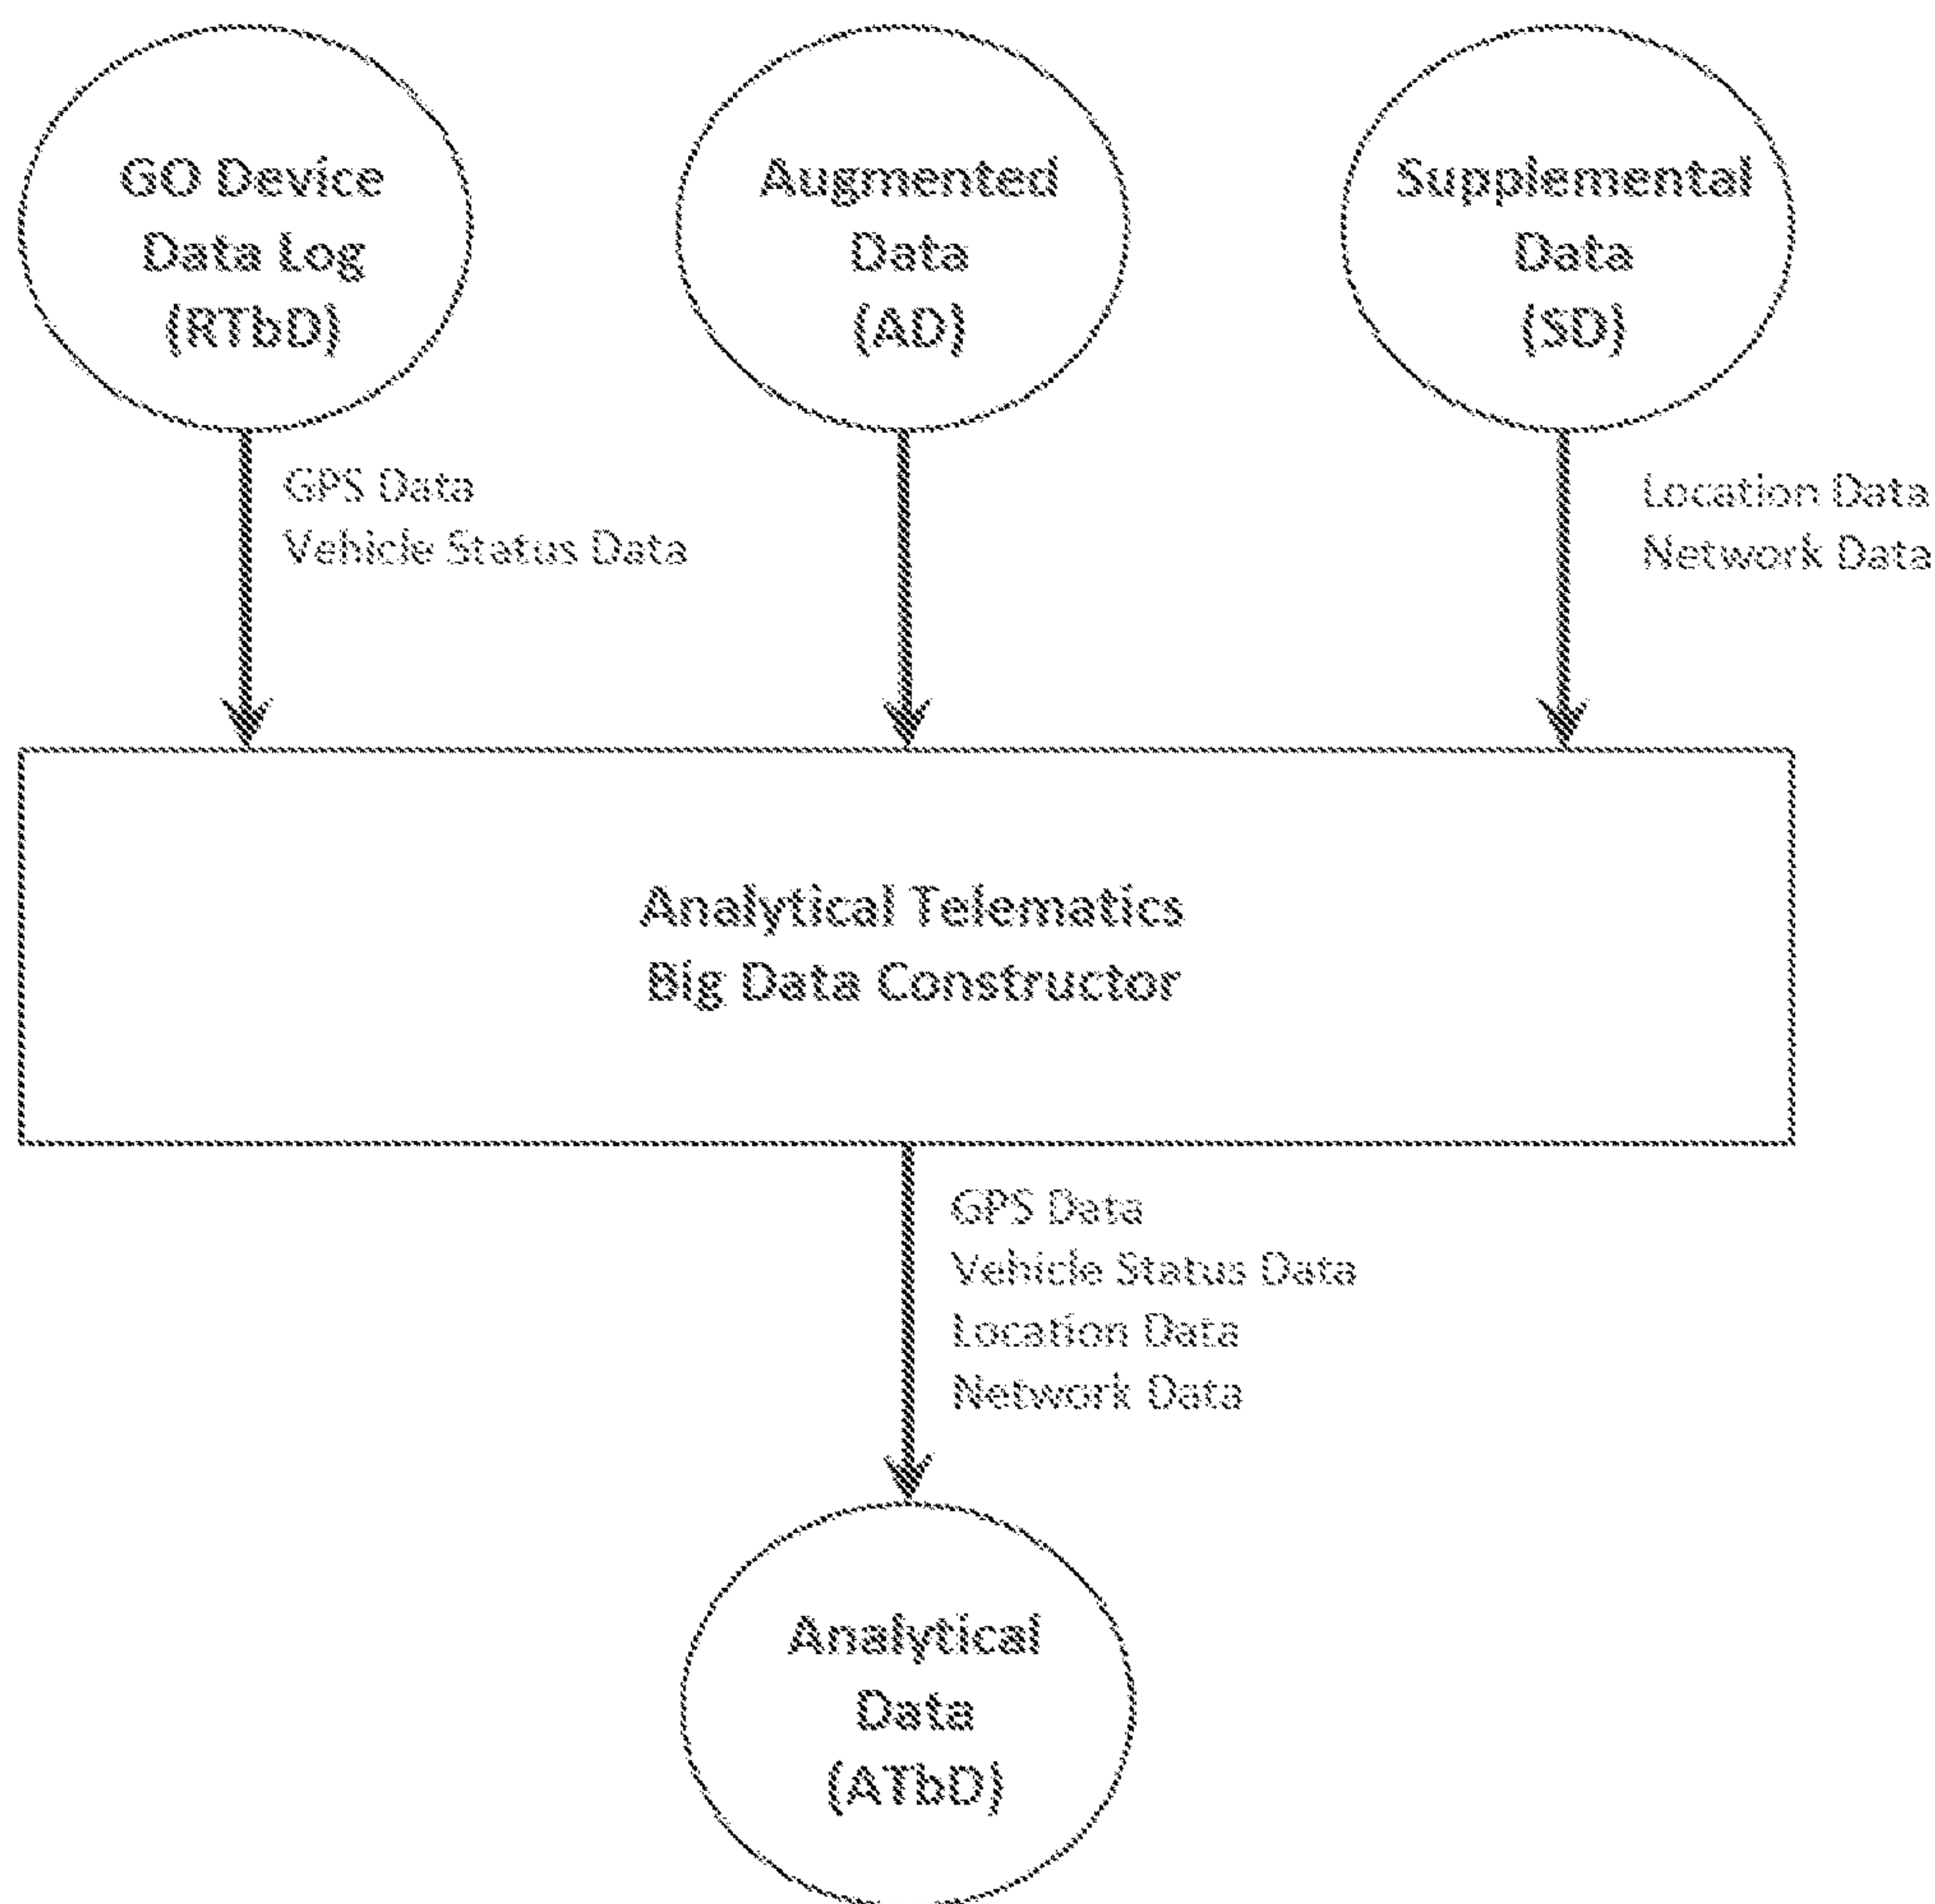 GO Device
Data Log
(RTbD)
Augmented
Data
(AD)
Supplemental
Data
(SD)
GPS Data
Vehicle Status Data
Location Data
Network Data
Analytical Telematics
Big Data Constructor
GPS Data
Vehicle Status Data
Location Data
Network Data
Analytical
Data
(ATbD)